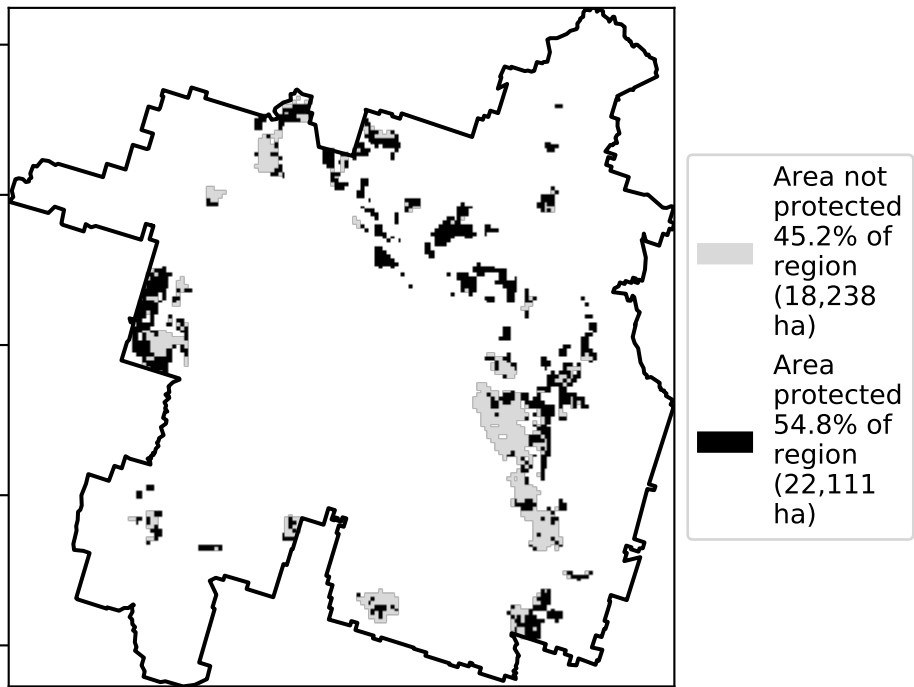 Area not
protected
45.2% of
region
(18,238
ha)
Area
protected
54.8% of
region
(22,111
ha)